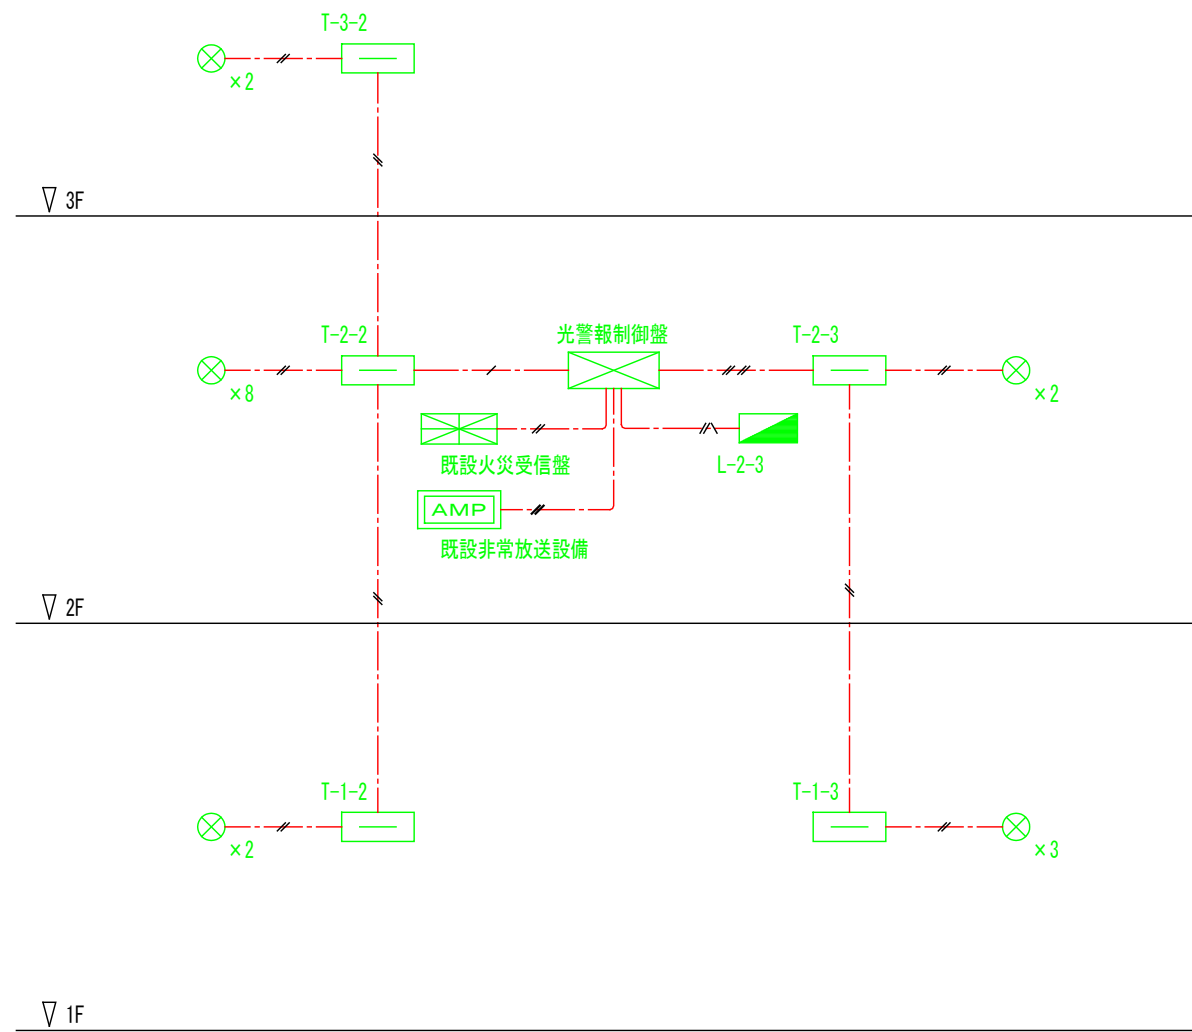 T-3-2
×2
3F
T-2-2
光警報制御盤
T-2-3
×8
×2
既設火災受信盤
L-2-3
AMP
既設非常放送設備
2F
T-1-2
T-1-3
×2
×3
1F